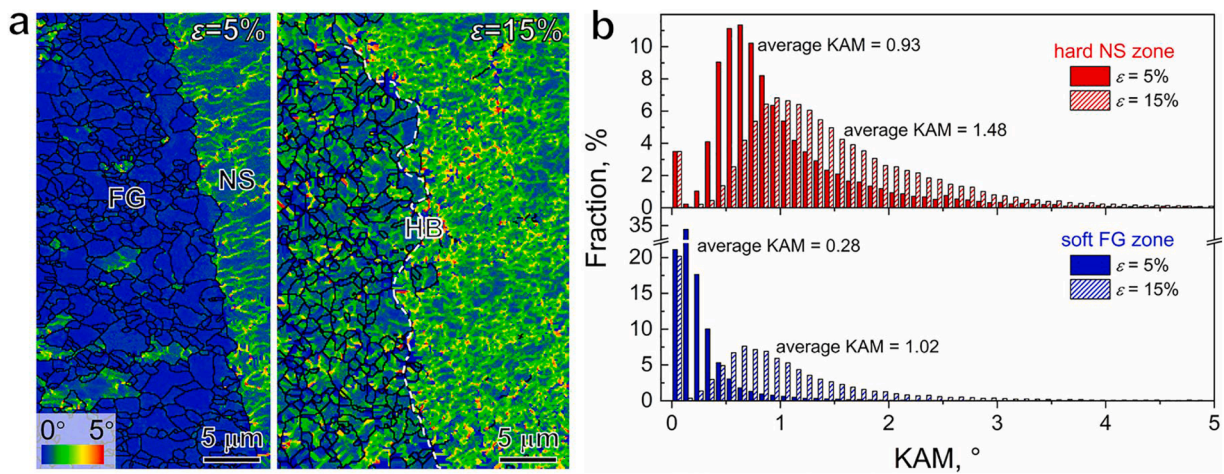 a
ε=5%
ε=15%
FG
NS
HB
0° 5°
5 μm
5 μm
b
Fraction, %
10
8
6
4
2
0
35
20
15
10
5
0
average KAM = 0.93
average KAM = 1.48
hard NS zone
ε = 5%
ε = 15%
average KAM = 0.28
average KAM = 1.02
soft FG zone
ε = 5%
ε = 15%
0 1 2 3 4 5
KAM, °